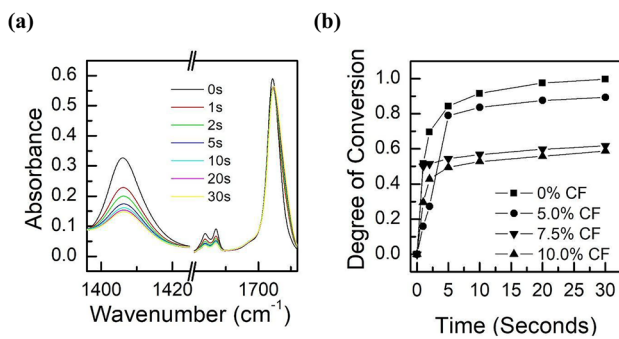 (a)
(b)
0.6
0.5
0.4
0.3
0.2
0.1
0.0
Absorbance
0s
1s
2s
5s
10s
20s
30s
1400
1420
1700
Wavenumber (cm⁻¹)
1.0
0.8
0.6
0.4
0.2
0.0
Degree of Conversion
0% CF
5.0% CF
7.5% CF
10.0% CF
0
5
10
15
20
25
30
Time (Seconds)